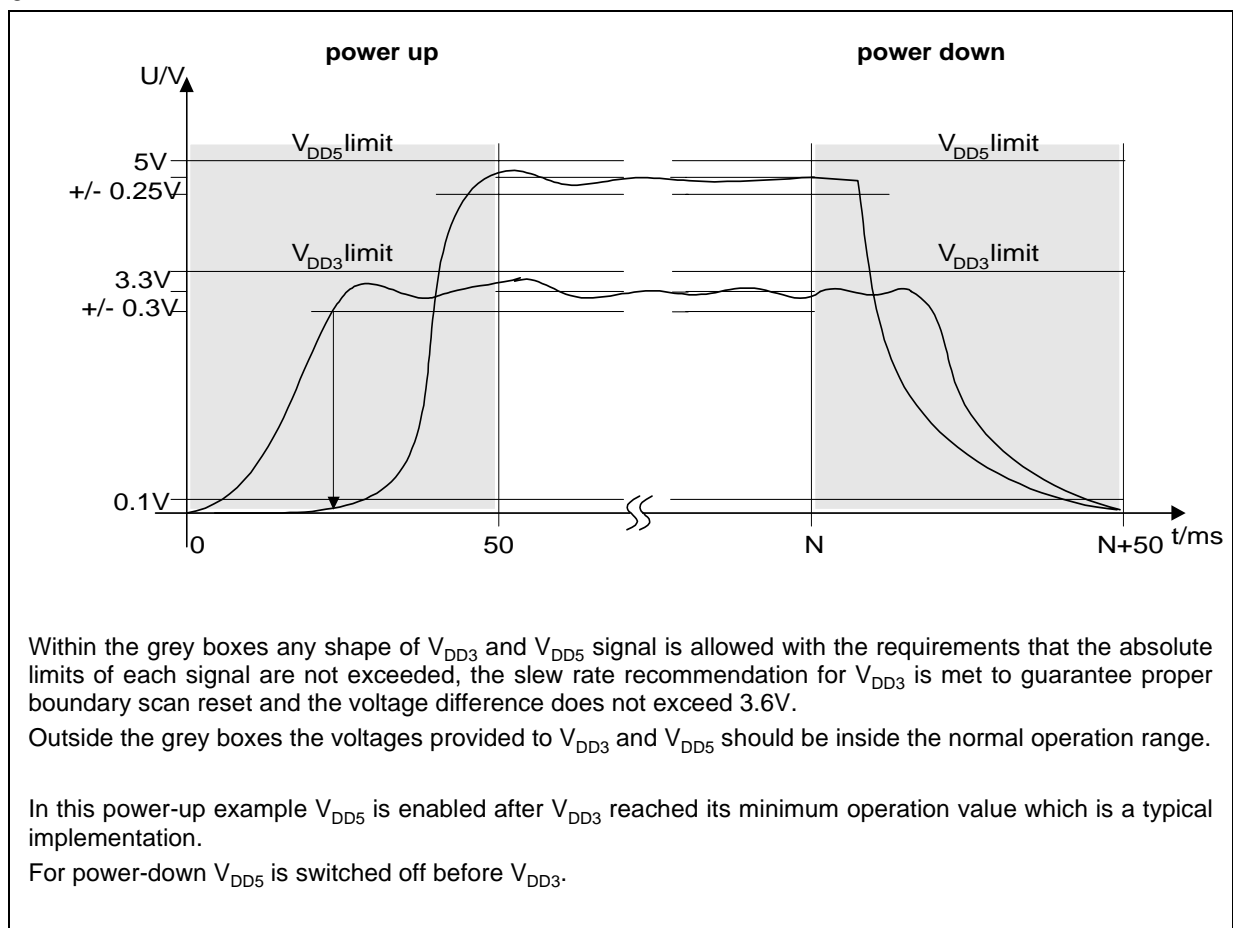 power up power down
U/V
VDD5limit VDD5limit
5V
+/- 0.25V
VDD3limit VDD3limit
3.3V
+/- 0.3V
0.1V
0 50 N N+50 t/ms
Within the grey boxes any shape of VDD3 and VDD5 signal is allowed with the requirements that the absolute
limits of each signal are not exceeded, the slew rate recommendation for VDD3 is met to guarantee proper
boundary scan reset and the voltage difference does not exceed 3.6V.
Outside the grey boxes the voltages provided to VDD3 and VDD5 should be inside the normal operation range.
In this power-up example VDD5 is enabled after VDD3 reached its minimum operation value which is a typical
implementation.
For power-down VDD5 is switched off before VDD3.